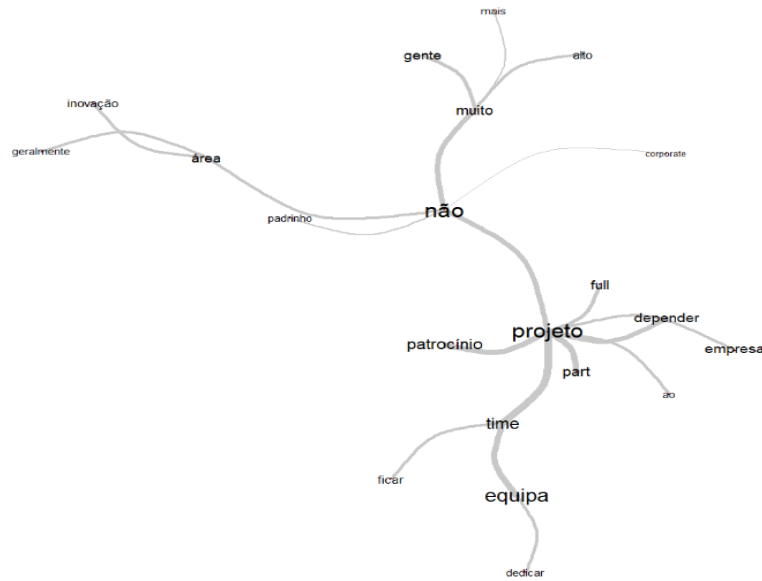 mais
gente
alto
inovação
muito
geralmente
área
corporate
não
padrinho
full
projeto
depender
patrocínio
empresa
part
ao
time
ficar
equipa
dedicar